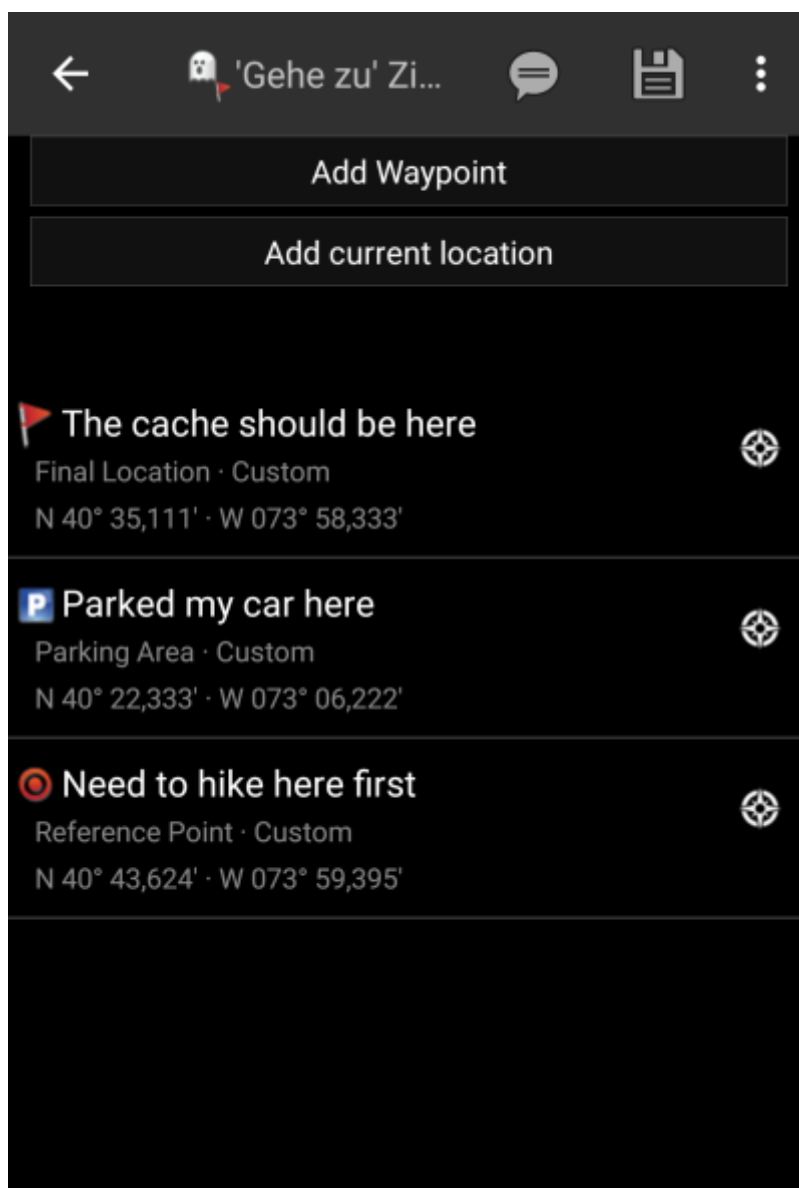 'Gehe zu' Zi...
Add Waypoint
Add current location
The cache should be here
Final Location · Custom
N 40° 35,111' · W 073° 58,333'
P Parked my car here
Parking Area · Custom
N 40° 22,333' · W 073° 06,222'
Need to hike here first
Reference Point · Custom
N 40° 43,624' · W 073° 59,395'